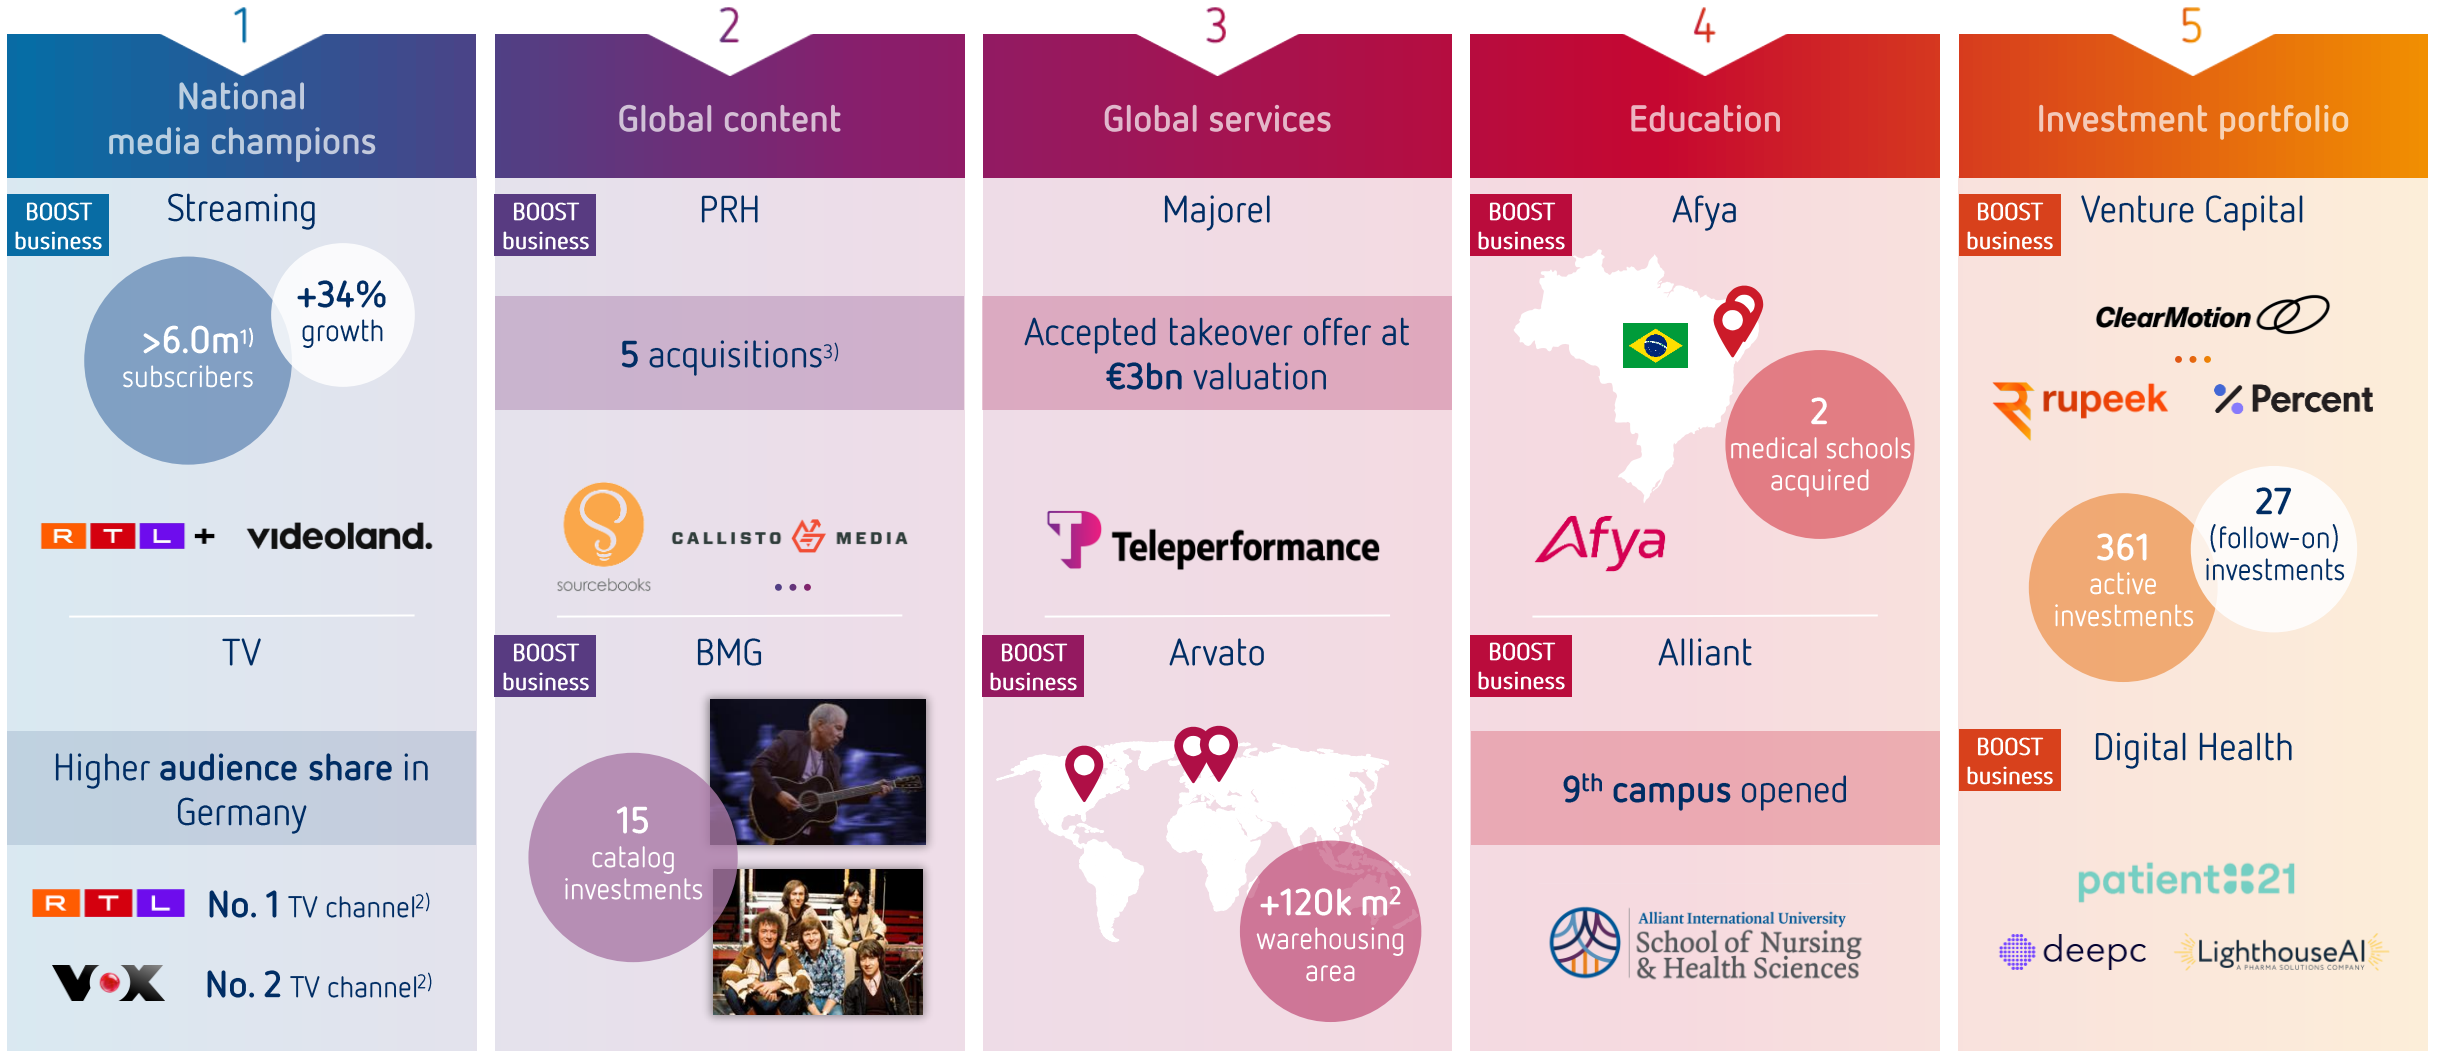 1
National
media champions
BOOST
business
Streaming
>6.0m1)
subscribers
+34%
growth
RTL +
videoland.
TV
Higher audience share in
Germany
RTL No. 1 TV channel2)
VOX No. 2 TV channel2)
2
Global content
BOOST
business
PRH
5 acquisitions3)
sourcebooks
CALLISTO MEDIA
BOOST
business
BMG
15
catalog
investments
3
Global services
Majorel
Accepted takeover offer at
€3bn valuation
Teleperformance
BOOST
business
Arvato
+120k m2
warehousing
area
4
Education
BOOST
business
Afya
2
medical schools
acquired
Afya
BOOST
business
Alliant
9th campus opened
Alliant International University
School of Nursing
& Health Sciences
5
Investment portfolio
BOOST
business
Venture Capital
ClearMotion
rupeek
Percent
361
active
investments
27
(follow-on)
investments
BOOST
business
Digital Health
patient21
deepc
LighthouseAI
A PHARMA SOLUTIONS COMPANY